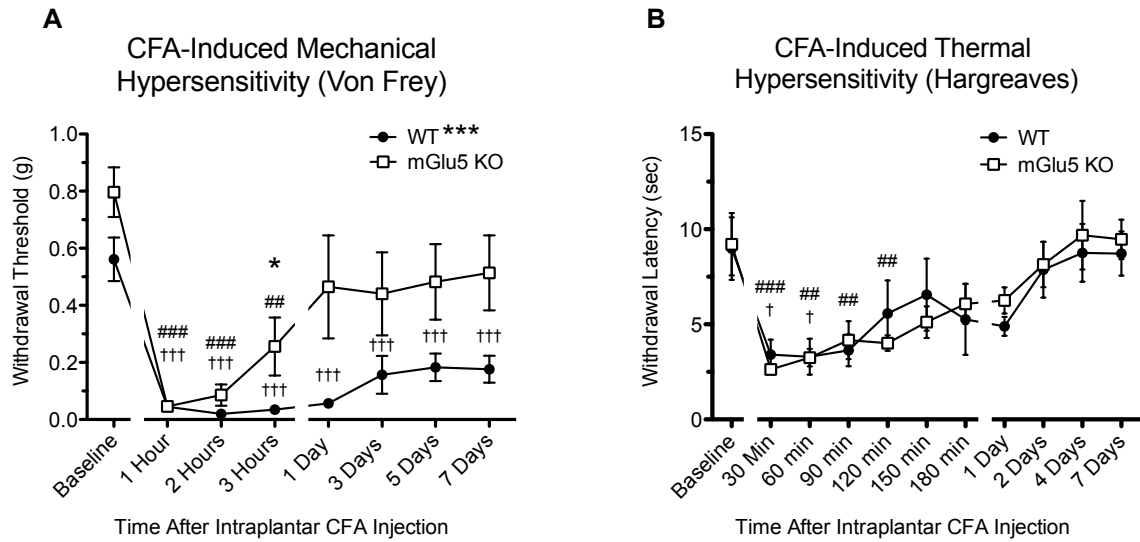 A
CFA-Induced Mechanical
Hypersensitivity (Von Frey)
WT ***
mGlu5 KO
Withdrawal Threshold (g)
1.0
0.8
0.6
0.4
0.2
0.0
###
†††
###
†††
*
##
†††
†††
†††
†††
†††
Baseline
1 Hour
2 Hours
3 Hours
1 Day
3 Days
5 Days
7 Days
Time After Intraplantar CFA Injection
B
CFA-Induced Thermal
Hypersensitivity (Hargreaves)
WT
mGlu5 KO
Withdrawal Latency (sec)
15
10
5
0
###
†
##
†
##
##
Baseline
30 Min
60 min
90 min
120 min
150 min
180 min
1 Day
2 Days
4 Days
7 Days
Time After Intraplantar CFA Injection